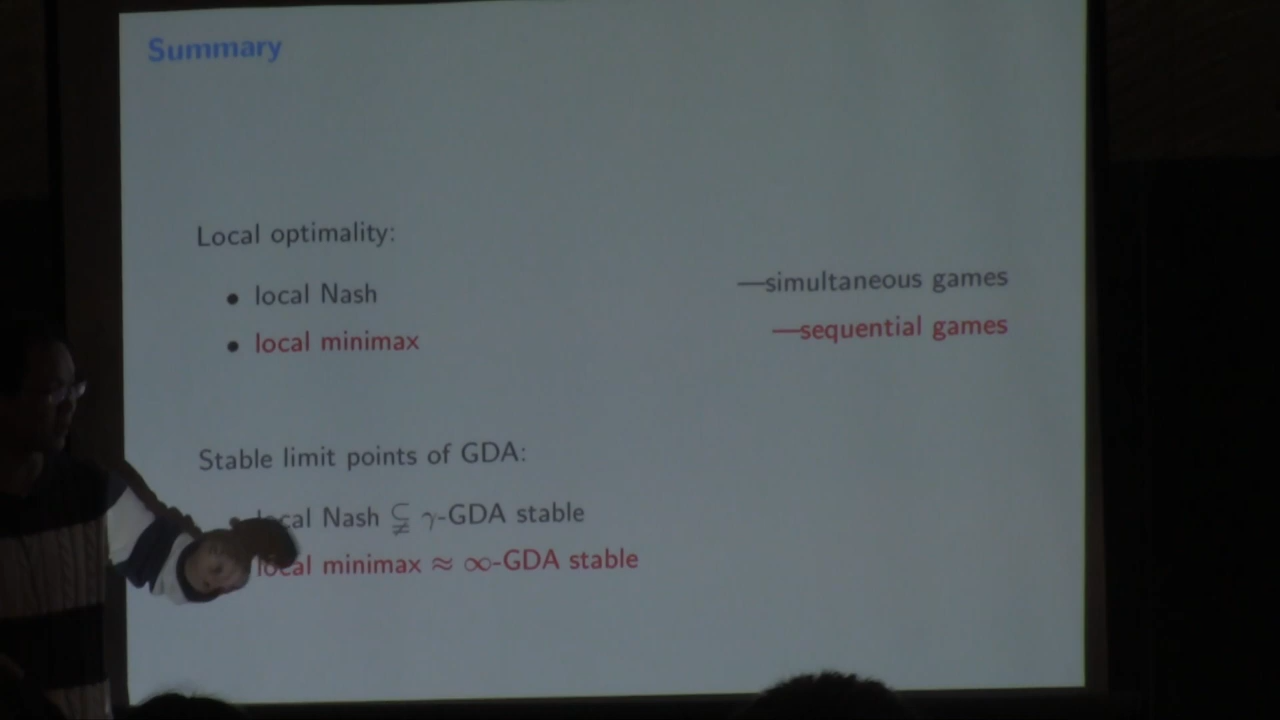 Summary
Local optimality:
• local Nash —simultaneous games
• local minimax —sequential games
Stable limit points of GDA:
Nash ⊊ γ-GDA stable
local minimax ≈ ∞-GDA stable